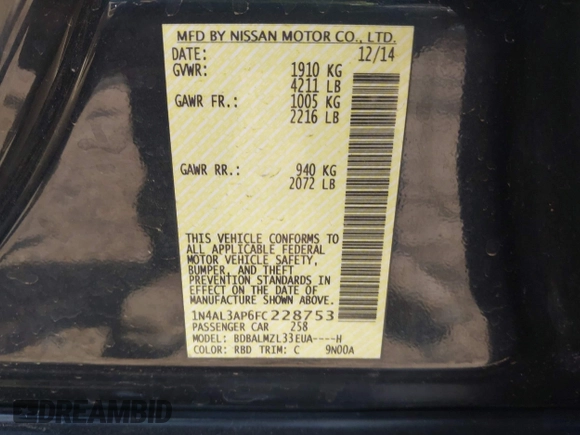 MFD BY NISSAN MOTOR CO., LTD.
DATE: 12/14
GVWR: 1910 KG
4211 LB
GAWR FR.: 1005 KG
2216 LB
GAWR RR.: 940 KG
2072 LB
THIS VEHICLE CONFORMS TO
ALL APPLICABLE FEDERAL
MOTOR VEHICLE SAFETY,
BUMPER, AND THEFT
PREVENTION STANDARDS IN
EFFECT ON THE DATE OF
MANUFACTURE SHOWN ABOVE.
1N4AL3AP6FC228753
PASSENGER CAR 258
MODEL: BDBALMZL33EUA----H
COLOR: RBD TRIM: C 9N00A
DREAMBID